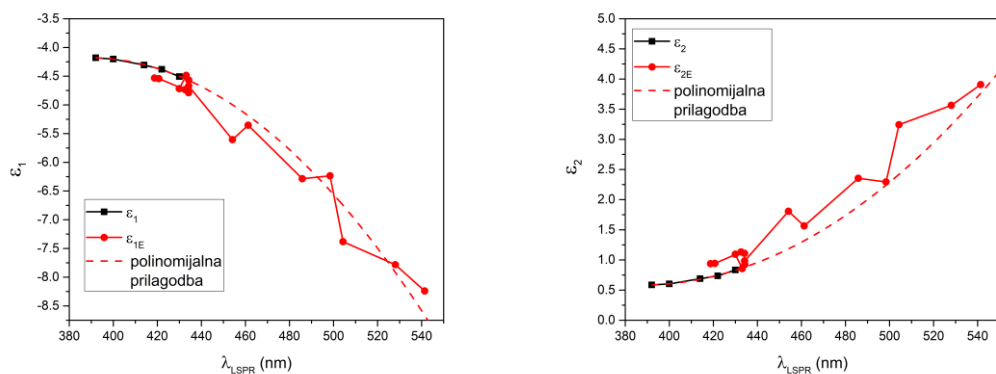 -3.5
-4.0
-4.5
-5.0
-5.5
-6.0
-6.5
-7.0
-7.5
-8.0
-8.5
ε₁
ε₁
ε₁E
polinomijalna
prilagodba
380 400 420 440 460 480 500 520 540
λLSPR (nm)
5.0
4.5
4.0
3.5
3.0
2.5
2.0
1.5
1.0
0.5
0.0
ε₂
ε₂
ε₂E
polinomijalna
prilagodba
380 400 420 440 460 480 500 520 540
λLSPR (nm)